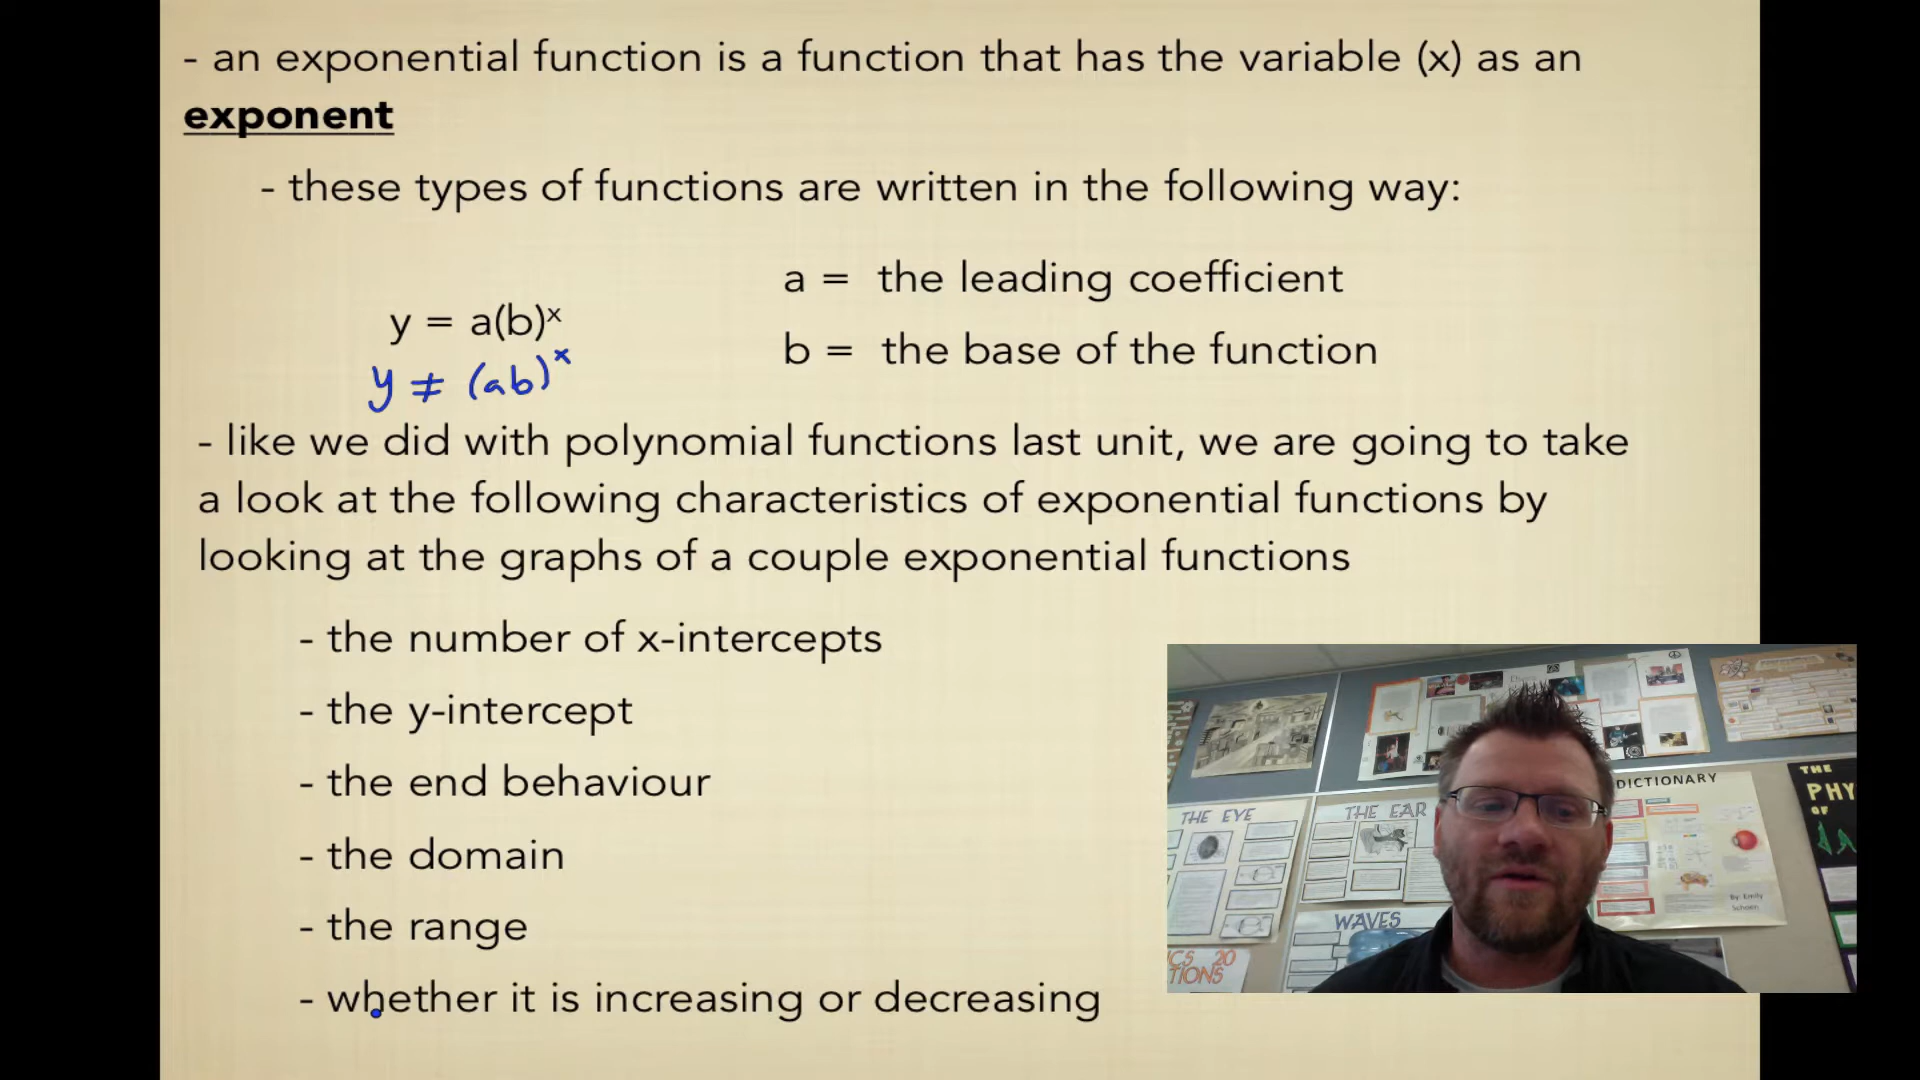 - an exponential function is a function that has the variable (x) as an
exponent
- these types of functions are written in the following way:
a = the leading coefficient
y = a(b)ˣ
b = the base of the function
y ≠ (ab)ˣ
- like we did with polynomial functions last unit, we are going to take
a look at the following characteristics of exponential functions by
looking at the graphs of a couple exponential functions
- the number of x-intercepts
- the y-intercept
- the end behaviour
- the domain
- the range
- whether it is increasing or decreasing
DICTIONARY
THE
PHY
OF
THE EYE
THE EAR
By: Emily
WAVES
ICS 20
TIONS